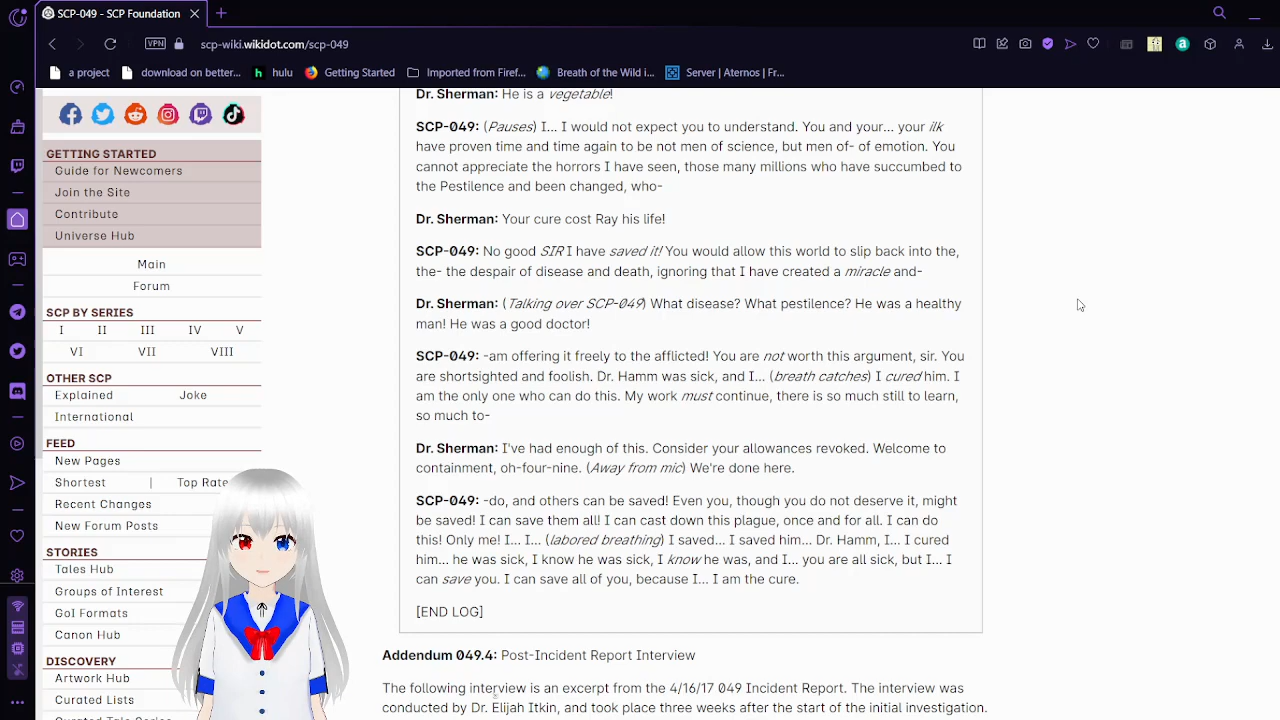 SCP-049 - SCP Foundation
VPN
scp-wiki.wikidot.com/scp-049
a project
download on better...
hulu
Getting Started
Imported from Firef...
Breath of the Wild i...
Server | Aternos | Fr...
GETTING STARTED
Guide for Newcomers
Join the Site
Contribute
Universe Hub
Main
Forum
SCP BY SERIES
I II III IV V
VI VII VIII
OTHER SCP
Explained Joke
International
FEED
New Pages
Shortest | Top Rate
Recent Changes
New Forum Posts
STORIES
Tales Hub
Groups of Interest
GoI Formats
Canon Hub
DISCOVERY
Artwork Hub
Curated Lists
Dr. Sherman: He is a vegetable!
SCP-049: (Pauses) I... I would not expect you to understand. You and your... your ilk
have proven time and time again to be not men of science, but men of- of emotion. You
cannot appreciate the horrors I have seen, those many millions who have succumbed to
the Pestilence and been changed, who-
Dr. Sherman: Your cure cost Ray his life!
SCP-049: No good SIR I have saved it! You would allow this world to slip back into the,
the- the despair of disease and death, ignoring that I have created a miracle and-
Dr. Sherman: (Talking over SCP-049) What disease? What pestilence? He was a healthy
man! He was a good doctor!
SCP-049: -am offering it freely to the afflicted! You are not worth this argument, sir. You
are shortsighted and foolish. Dr. Hamm was sick, and I... (breath catches) I cured him. I
am the only one who can do this. My work must continue, there is so much still to learn,
so much to-
Dr. Sherman: I've had enough of this. Consider your allowances revoked. Welcome to
containment, oh-four-nine. (Away from mic) We're done here.
SCP-049: -do, and others can be saved! Even you, though you do not deserve it, might
be saved! I can save them all! I can cast down this plague, once and for all. I can do
this! Only me! I... I... (labored breathing) I saved... I saved him... Dr. Hamm, I... I cured
him... he was sick, I know he was sick, I know he was, and I... you are all sick, but I... I
can save you. I can save all of you, because I... I am the cure.
[END LOG]
Addendum 049.4: Post-Incident Report Interview
The following interview is an excerpt from the 4/16/17 049 Incident Report. The interview was
conducted by Dr. Elijah Itkin, and took place three weeks after the start of the initial investigation.